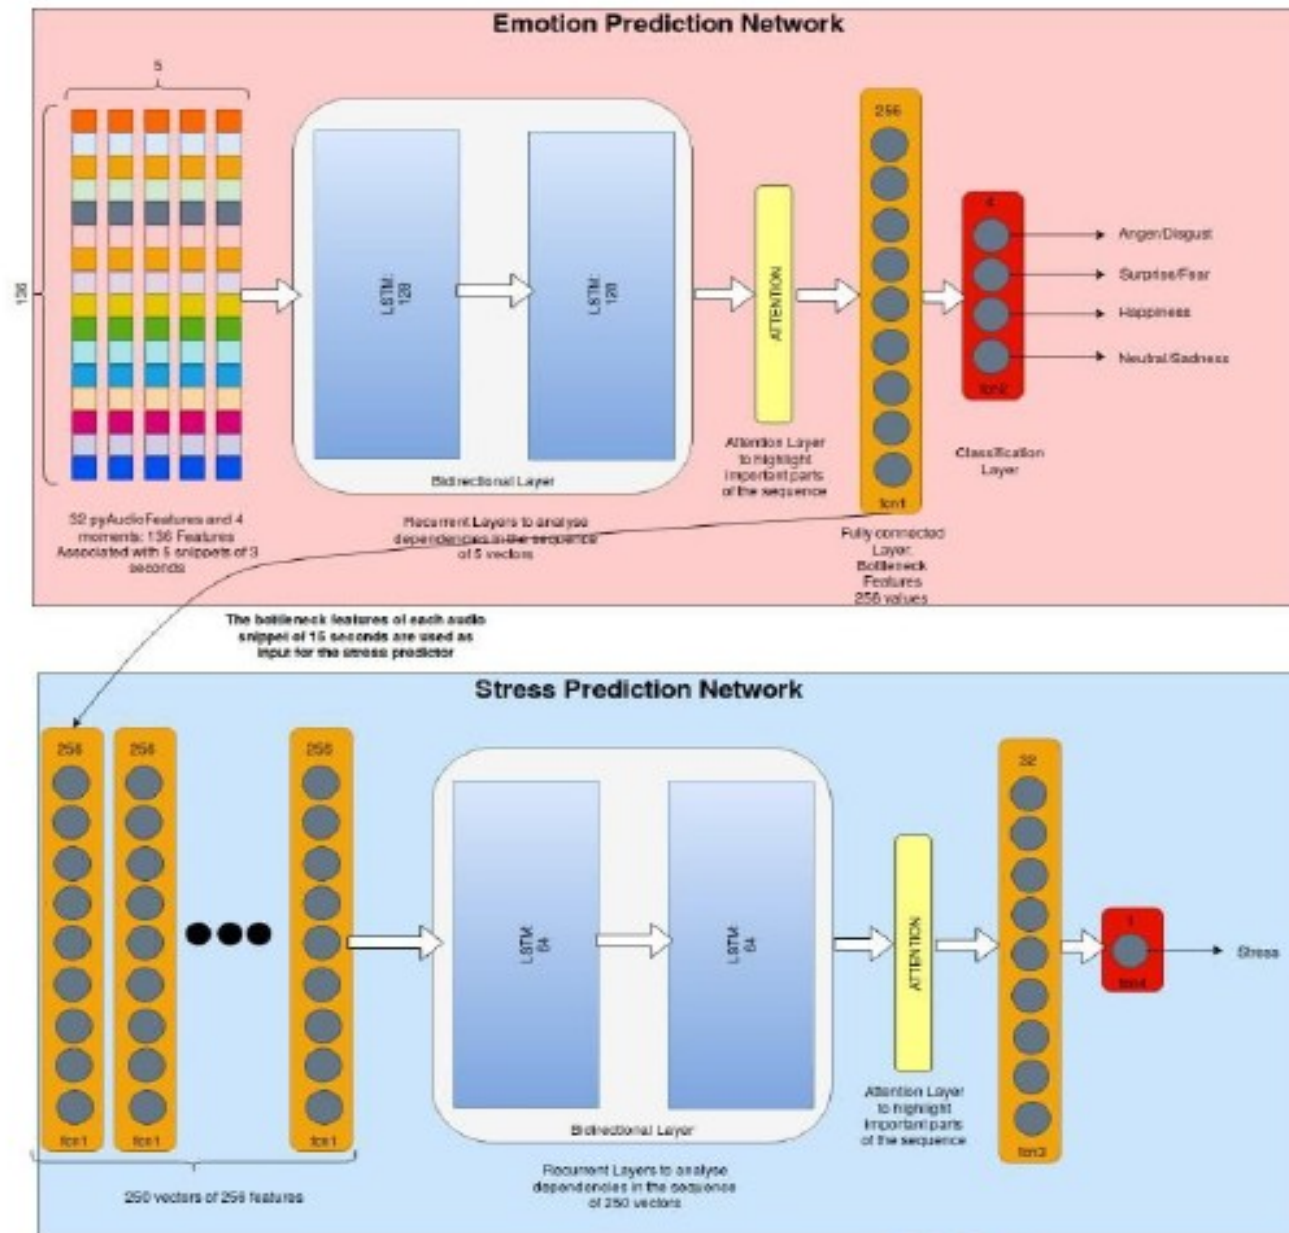 Emotion Prediction Network
5
136
LSTM:
128
LSTM:
128
Bidirectional Layer
ATTENTION
256
fcn1
4
fcn2
Anger/Disgust
Surprise/Fear
Happiness
Neutral/Sadness
32 pyAudioFeatures and 4
moments: 136 Features
Associated with 5 snippets of 3
seconds
Recurrent Layers to analyse
dependencies in the sequence
of 5 vectors
Attention Layer
to highlight
important parts
of the sequence
Fully connected
Layer:
Bottleneck
Features
256 values
Classification
Layer
The bottleneck features of each audio
snippet of 15 seconds are used as
input for the stress predictor
Stress Prediction Network
256
fcn1
256
fcn1
256
fcn1
250 vectors of 256 features
LSTM:
64
LSTM:
64
Bidirectional Layer
Recurrent Layers to analyse
dependencies in the sequence
of 250 vectors
ATTENTION
Attention Layer
to highlight
important parts
of the sequence
32
fcn3
1
fcn4
Stress